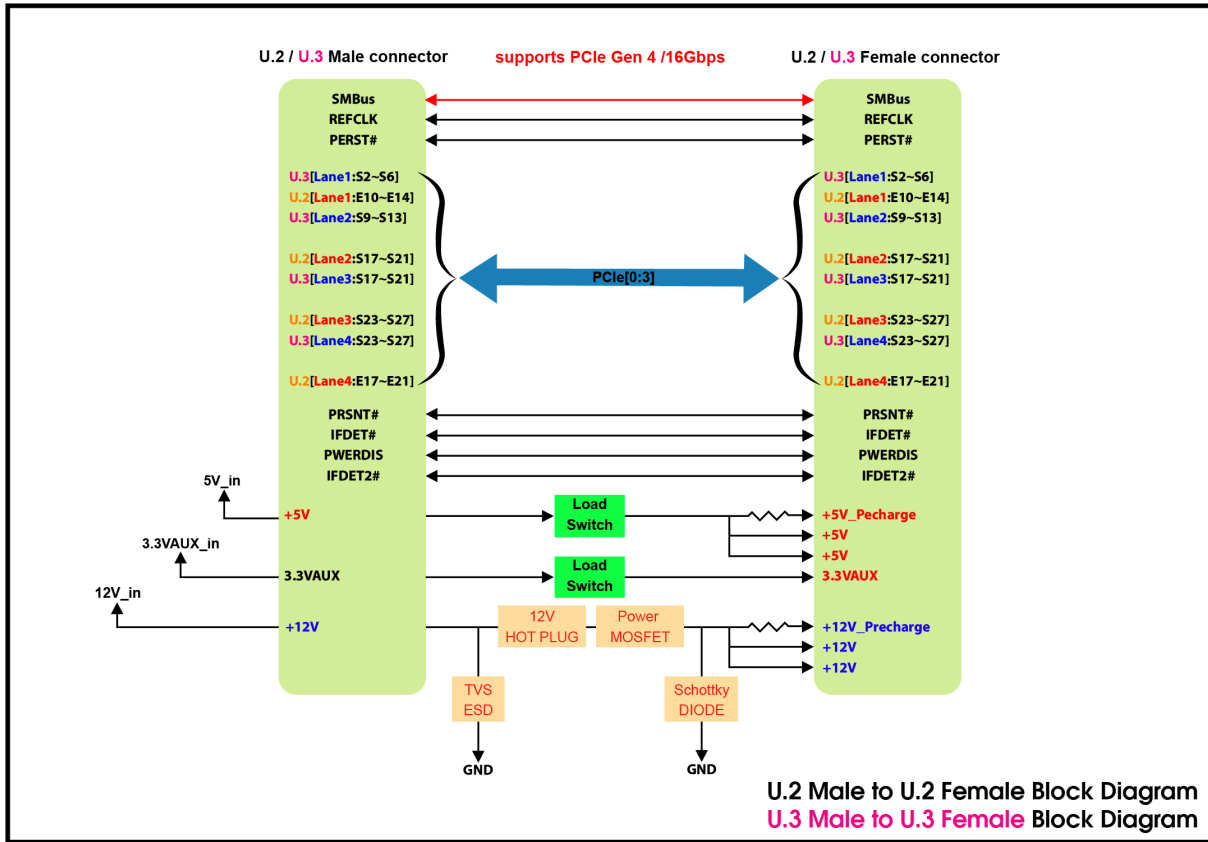 U.2 / U.3 Male connector
supports PCIe Gen 4 /16Gbps
U.2 / U.3 Female connector
SMBus
REFCLK
PERST#
U.3[Lane1:S2~S6]
U.2[Lane1:E10~E14]
U.3[Lane2:S9~S13]
U.2[Lane2:S17~S21]
U.3[Lane3:S17~S21]
U.2[Lane3:S23~S27]
U.3[Lane4:S23~S27]
U.2[Lane4:E17~E21]
PRSNT#
IFDET#
PWERDIS
IFDET2#
+5V
3.3VAUX
+12V
5V_in
3.3VAUX_in
12V_in
PCIe[0:3]
Load
Switch
Load
Switch
12V
HOT PLUG
Power
MOSFET
TVS
ESD
Schottky
DIODE
GND
GND
SMBus
REFCLK
PERST#
U.3[Lane1:S2~S6]
U.2[Lane1:E10~E14]
U.3[Lane2:S9~S13]
U.2[Lane2:S17~S21]
U.3[Lane3:S17~S21]
U.2[Lane3:S23~S27]
U.3[Lane4:S23~S27]
U.2[Lane4:E17~E21]
PRSNT#
IFDET#
PWERDIS
IFDET2#
+5V_Pecharge
+5V
+5V
3.3VAUX
+12V_Precharge
+12V
+12V
U.2 Male to U.2 Female Block Diagram
U.3 Male to U.3 Female Block Diagram